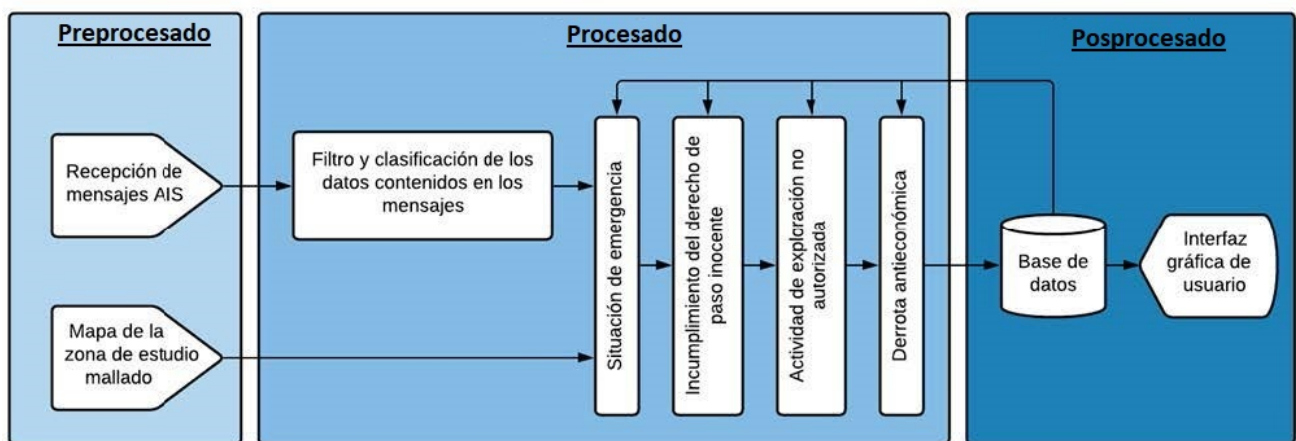 Preprocesado
Recepción de
mensajes AIS
Mapa de la
zona de estudio
mallado
Procesado
Filtro y clasificación de los
datos contenidos en los
mensajes
Situación de emergencia
Incumplimiento del derecho de
paso inocente
Actividad de exploración no
autorizada
Derrota antieconómica
Posprocesado
Base de
datos
Interfaz
gráfica de
usuario